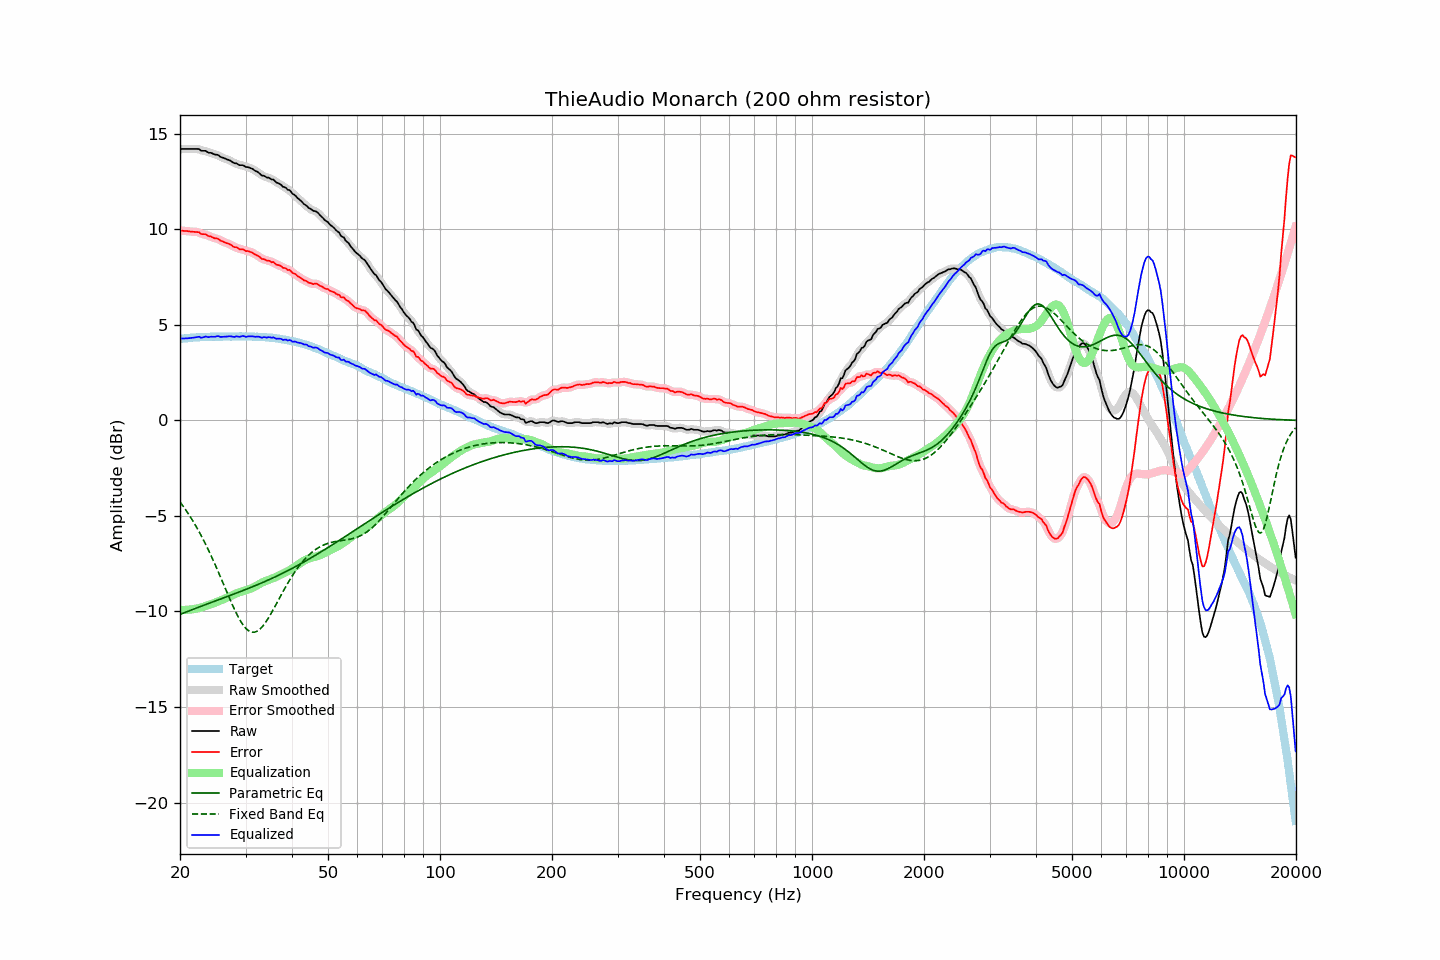 ThieAudio Monarch (200 ohm resistor)
15
10
5
0
−5
−10
−15
−20
Amplitude (dBr)
Target
Raw Smoothed
Error Smoothed
Raw
Error
Equalization
Parametric Eq
Fixed Band Eq
Equalized
20 50 100 200 500 1000 2000 5000 10000 20000
Frequency (Hz)